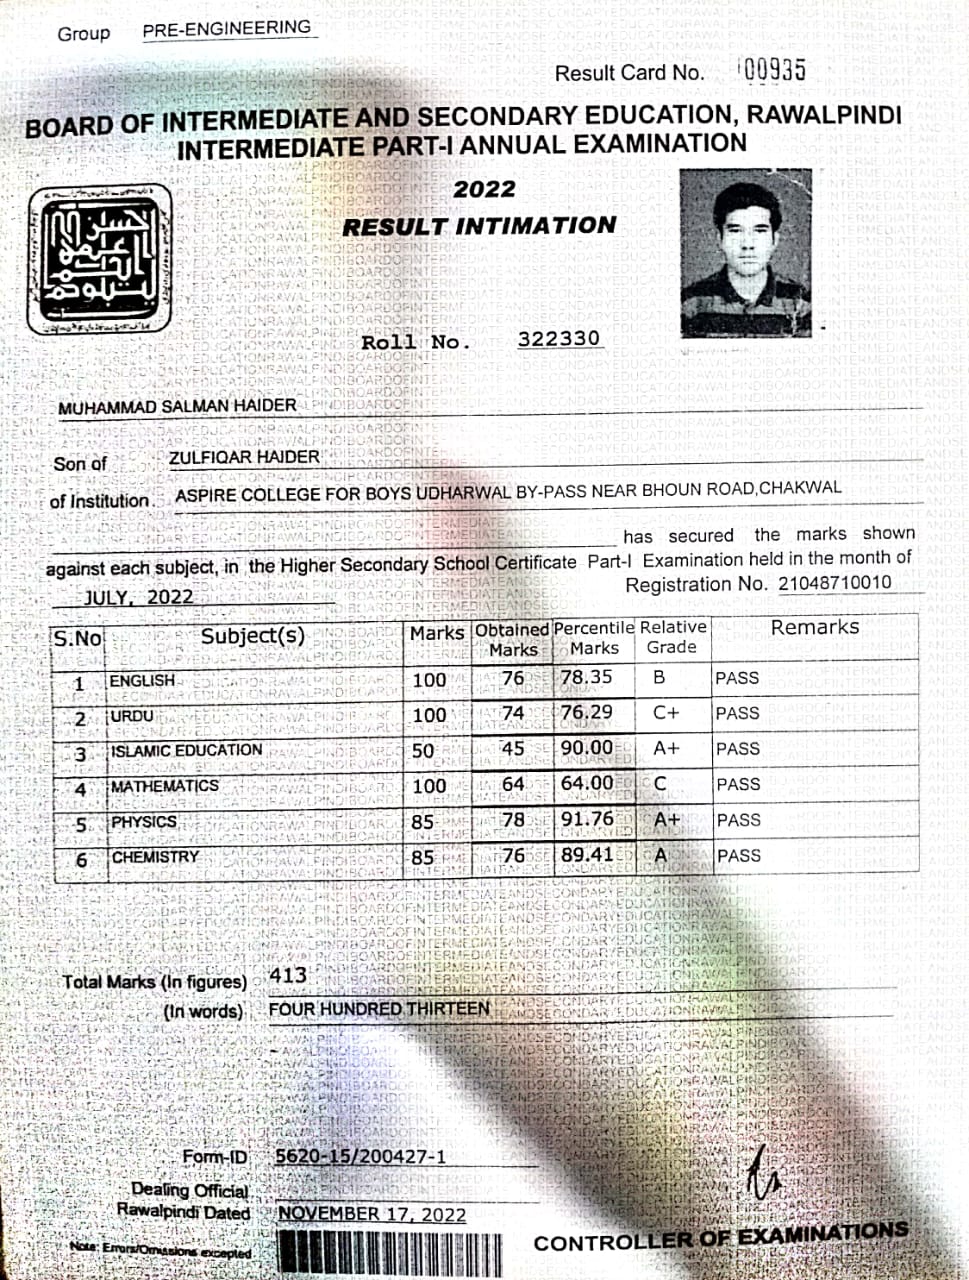 Group PRE-ENGINEERING
Result Card No. 100935
BOARD OF INTERMEDIATE AND SECONDARY EDUCATION, RAWALPINDI
INTERMEDIATE PART-I ANNUAL EXAMINATION
2022
RESULT INTIMATION
Roll No. 322330
MUHAMMAD SALMAN HAIDER
Son of ZULFIQAR HAIDER
of Institution. ASPIRE COLLEGE FOR BOYS UDHARWAL BY-PASS NEAR BHOUN ROAD,CHAKWAL
has secured the marks shown
against each subject, in the Higher Secondary School Certificate Part-I Examination held in the month of
JULY, 2022 Registration No. 21048710010
S.No Subject(s) Marks Obtained Marks Percentile Marks Relative Grade Remarks
1 ENGLISH 100 76 78.35 B PASS
2 URDU 100 74 76.29 C+ PASS
3 ISLAMIC EDUCATION 50 45 90.00 A+ PASS
4 MATHEMATICS 100 64 64.00 C PASS
5 PHYSICS 85 78 91.76 A+ PASS
6 CHEMISTRY 85 76 89.41 A PASS
Total Marks (In figures) 413
(In words) FOUR HUNDRED THIRTEEN
Form-ID 5620-15/200427-1
Dealing Official
Rawalpindi Dated NOVEMBER 17, 2022
Note: Errors/Omissions excepted
CONTROLLER OF EXAMINATIONS